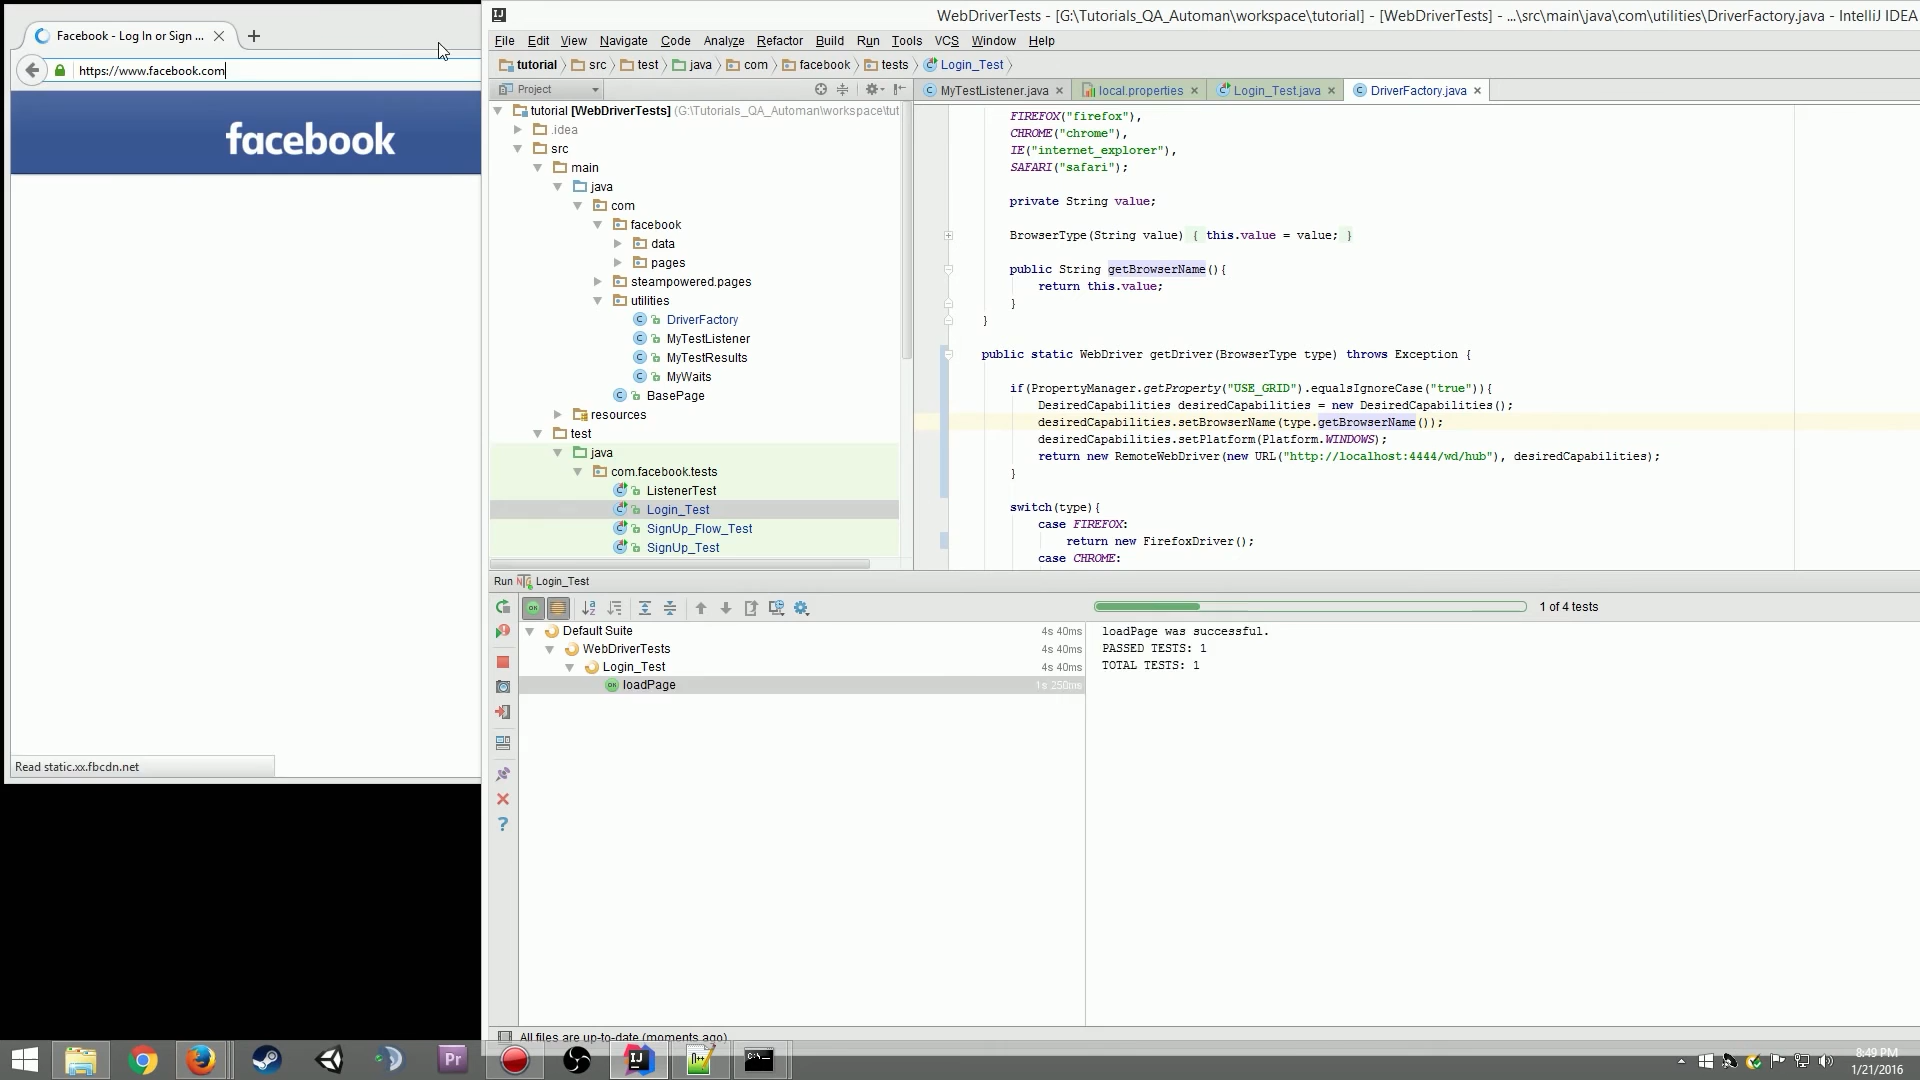 Facebook - Log In or Sign ...
https://www.facebook.com
facebook
Read static.xx.fbcdn.net
WebDriverTests - [G:\Tutorials_QA_Automan\workspace\tutorial] - [WebDriverTests] - ...\src\main\java\com\utilities\DriverFactory.java - IntelliJ IDEA
File Edit View Navigate Code Analyze Refactor Build Run Tools VCS Window Help
tutorial src test java com facebook tests Login_Test
Project
MyTestListener.java local.properties Login_Test.java DriverFactory.java
tutorial [WebDriverTests] (G:\Tutorials_QA_Automan\workspace\tut
.idea
src
main
java
com
facebook
data
pages
steampowered.pages
utilities
DriverFactory
MyTestListener
MyTestResults
MyWaits
BasePage
resources
test
java
com.facebook.tests
ListenerTest
Login_Test
SignUp_Flow_Test
SignUp_Test
FIREFOX("firefox"),
CHROME("chrome"),
IE("internet_explorer"),
SAFARI("safari");
private String value;
BrowserType(String value) { this.value = value; }
public String getBrowserName(){
return this.value;
}
}
public static WebDriver getDriver(BrowserType type) throws Exception {
if(PropertyManager.getProperty("USE_GRID").equalsIgnoreCase("true")){
DesiredCapabilities desiredCapabilities = new DesiredCapabilities();
desiredCapabilities.setBrowserName(type.getBrowserName());
desiredCapabilities.setPlatform(Platform.WINDOWS);
return new RemoteWebDriver(new URL("http://localhost:4444/wd/hub"), desiredCapabilities);
}
switch(type){
case FIREFOX:
return new FirefoxDriver();
case CHROME:
Run Login_Test
1 of 4 tests
Default Suite 4s 40ms
WebDriverTests 4s 40ms
Login_Test 4s 40ms
loadPage 1s 250ms
loadPage was successful.
PASSED TESTS: 1
TOTAL TESTS: 1
All files are up-to-date (moments ago)
8:49 PM
1/21/2016